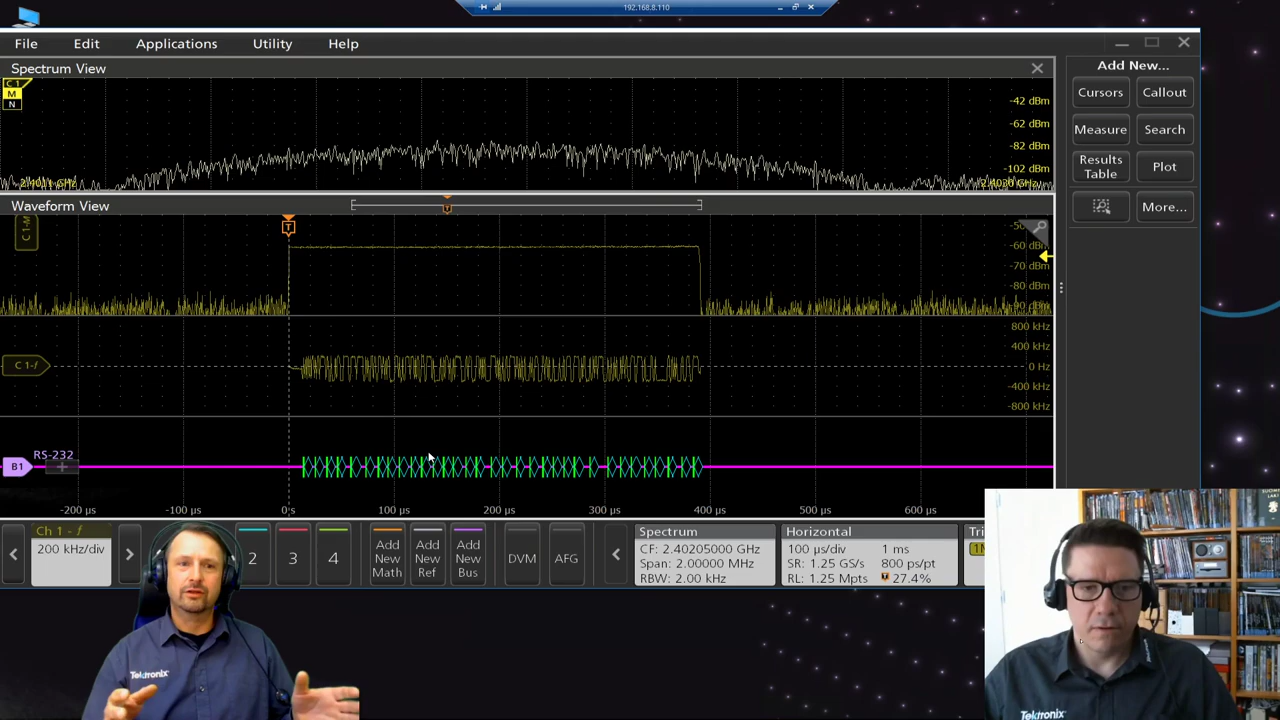 192.168.8.110
File Edit Applications Utility Help
Add New...
Spectrum View
C 1
M
N
-42 dBm
-62 dBm
-82 dBm
-102 dBm
Cursors Callout
Measure Search
Results Table Plot
More...
Waveform View
T
T
-60 dBm
-70 dBm
-80 dBm
800 kHz
400 kHz
0 Hz
-400 kHz
-800 kHz
C 1-f
RS-232
B1
-200 µs -100 µs 0 s 100 µs 200 µs 300 µs 400 µs 500 µs 600 µs
Ch 1 - f
200 kHz/div
2 3 4
Add New Math
Add New Ref
Add New Bus
DVM AFG
Spectrum
CF: 2.40205000 GHz
Span: 2.00000 MHz
RBW: 2.00 kHz
Horizontal
100 µs/div 1 ms
SR: 1.25 GS/s 800 ps/pt
RL: 1.25 Mpts 27.4%
Tektronix
Tektronix